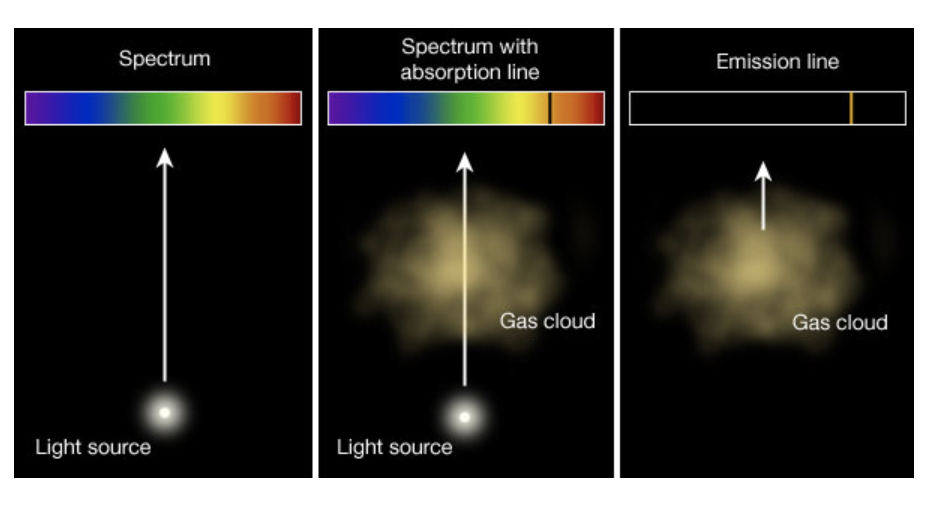 Spectrum
Light source
Spectrum with
absorption line
Gas cloud
Light source
Emission line
Gas cloud